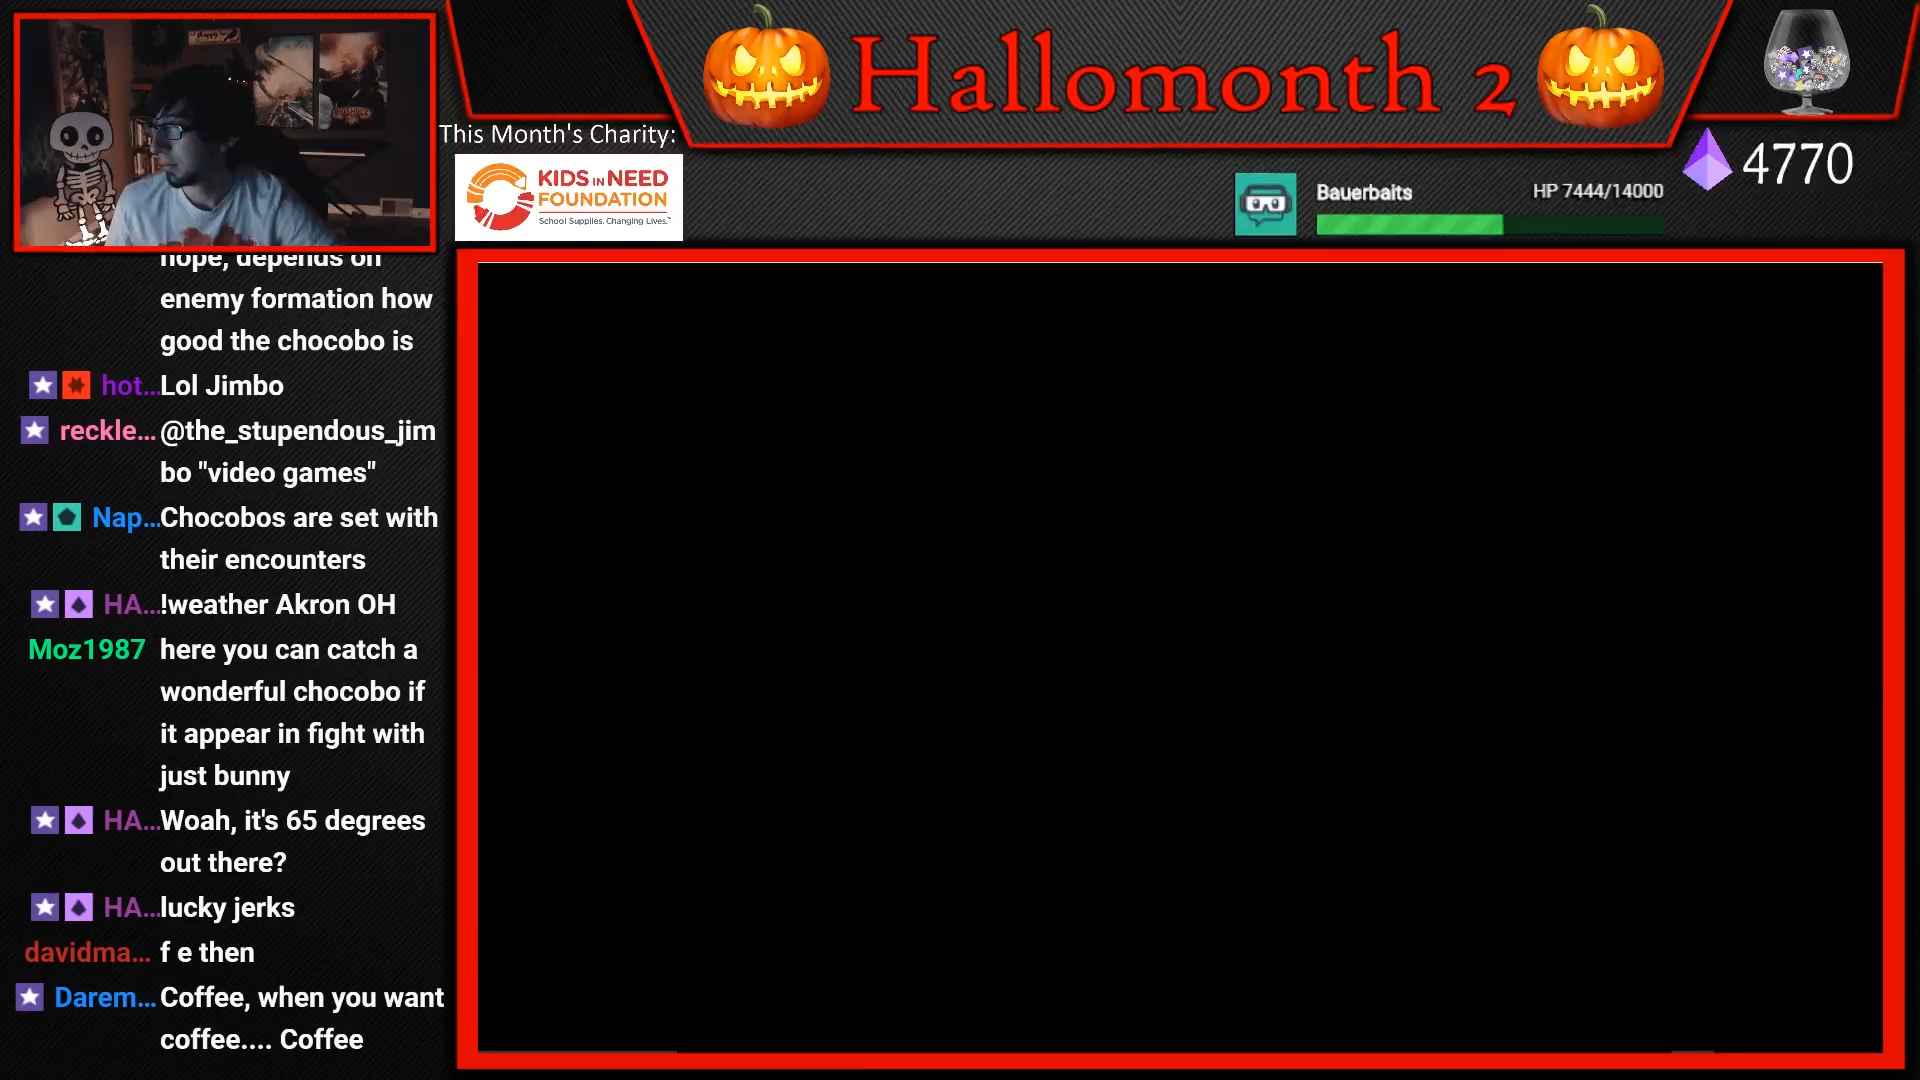 Hallomonth 2
This Month's Charity:
KIDS IN NEED
FOUNDATION
School Supplies. Changing Lives.
Bauerbaits HP 7444/14000
4770
nope, depends on
enemy formation how
good the chocobo is
hot... Lol Jimbo
reckle... @the_stupendous_jim
bo "video games"
Nap... Chocobos are set with
their encounters
HA... !weather Akron OH
Moz1987 here you can catch a
wonderful chocobo if
it appear in fight with
just bunny
HA... Woah, it's 65 degrees
out there?
HA... lucky jerks
davidma... f e then
Darem... Coffee, when you want
coffee.... Coffee